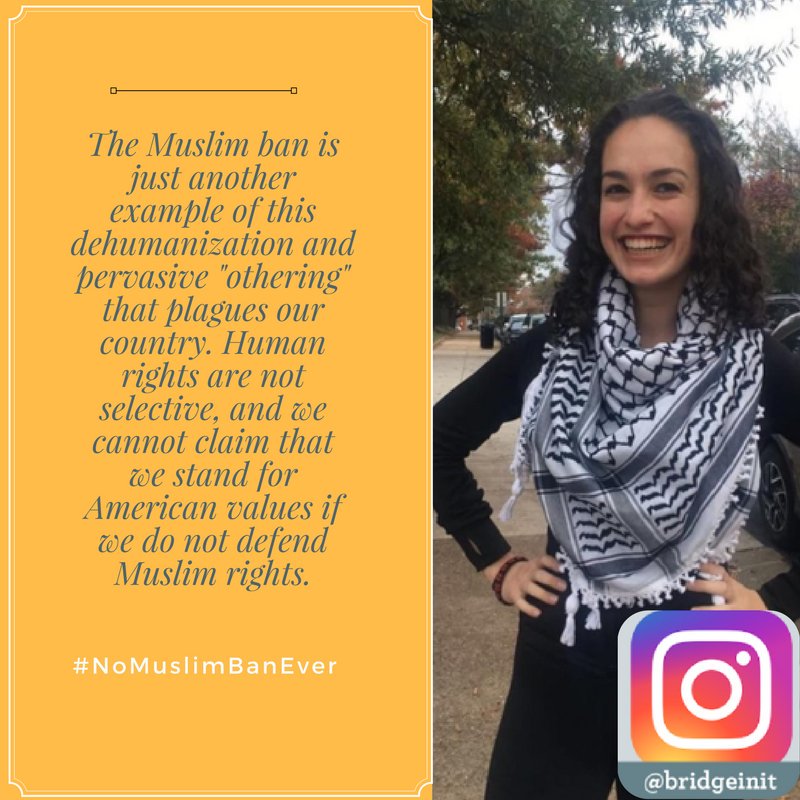 The Muslim ban is
just another
example of this
dehumanization and
pervasive "othering"
that plagues our
country. Human
rights are not
selective, and we
cannot claim that
we stand for
American values if
we do not defend
Muslim rights.
#NoMuslimBanEver
@bridgeinit